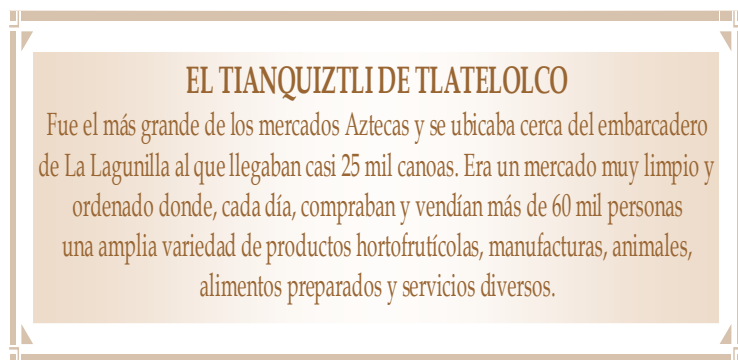 EL TIANQUIZTLI DE TLATELOLCO
Fue el más grande de los mercados Aztecas y se ubicaba cerca del embarcadero
de La Lagunilla al que llegaban casi 25 mil canoas. Era un mercado muy limpio y
ordenado donde, cada día, compraban y vendían más de 60 mil personas
una amplia variedad de productos hortofrutícolas, manufacturas, animales,
alimentos preparados y servicios diversos.